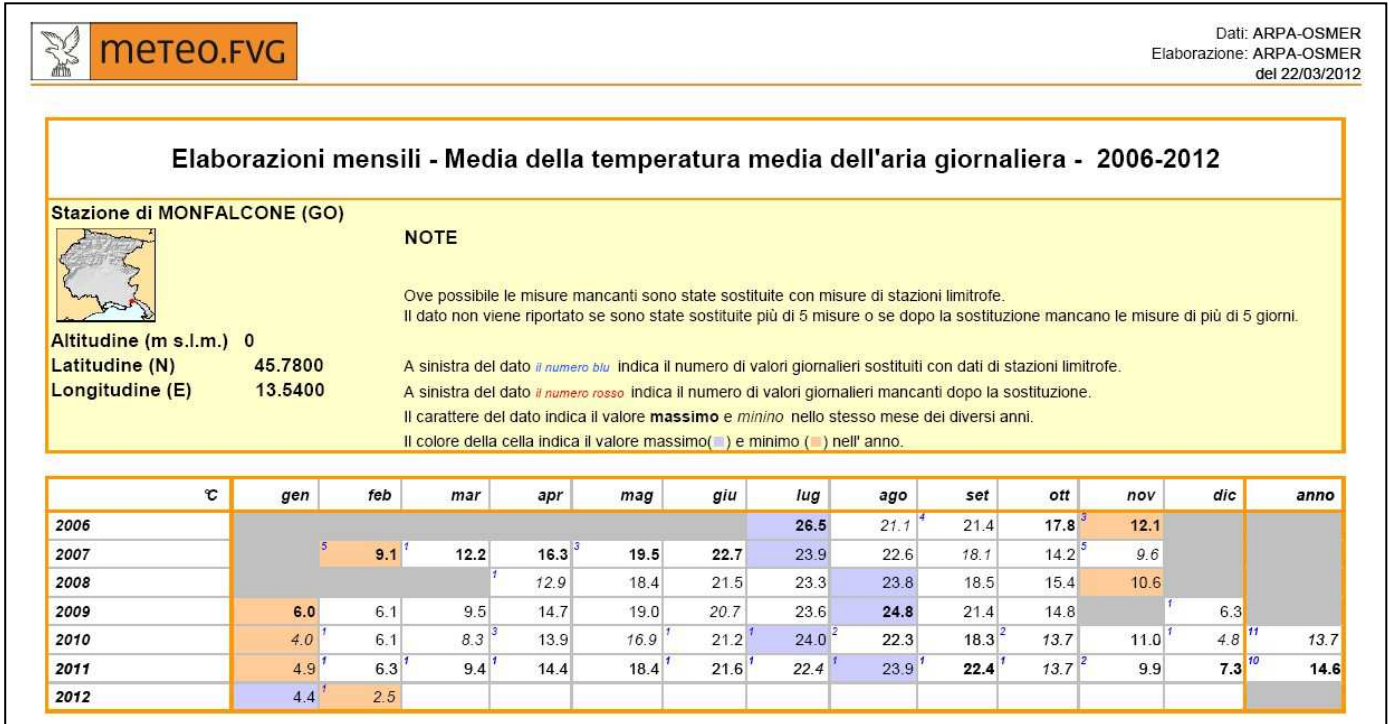 meteo.FVG
Dati: ARPA-OSMER
Elaborazione: ARPA-OSMER
del 22/03/2012
Elaborazioni mensili - Media della temperatura media dell'aria giornaliera - 2006-2012
Stazione di MONFALCONE (GO)
NOTE
Ove possibile le misure mancanti sono state sostituite con misure di stazioni limitrofe.
Il dato non viene riportato se sono state sostituite più di 5 misure o se dopo la sostituzione mancano le misure di più di 5 giorni.
Altitudine (m s.l.m.) 0
Latitudine (N) 45.7800
A sinistra del dato il numero blu indica il numero di valori giornalieri sostituiti con dati di stazioni limitrofe.
Longitudine (E) 13.5400
A sinistra del dato il numero rosso indica il numero di valori giornalieri mancanti dopo la sostituzione.
Il carattere del dato indica il valore massimo e minino nello stesso mese dei diversi anni.
Il colore della cella indica il valore massimo( ) e minimo ( ) nell' anno.
°C gen feb mar apr mag giu lug ago set ott nov dic anno
2006 26.5 21.1 4 21.4 17.8 3 12.1
2007 5 9.1 1 12.2 16.3 3 19.5 22.7 23.9 22.6 18.1 14.2 5 9.6
2008 1 12.9 18.4 21.5 23.3 23.8 18.5 15.4 10.6
2009 6.0 6.1 9.5 14.7 19.0 20.7 23.6 24.8 21.4 14.8 1 6.3
2010 4.0 1 6.1 8.3 3 13.9 16.9 1 21.2 1 24.0 2 22.3 18.3 2 13.7 11.0 1 4.8 11 13.7
2011 4.9 1 6.3 1 9.4 1 14.4 18.4 1 21.6 1 22.4 1 23.9 1 22.4 1 13.7 2 9.9 7.3 10 14.6
2012 4.4 1 2.5